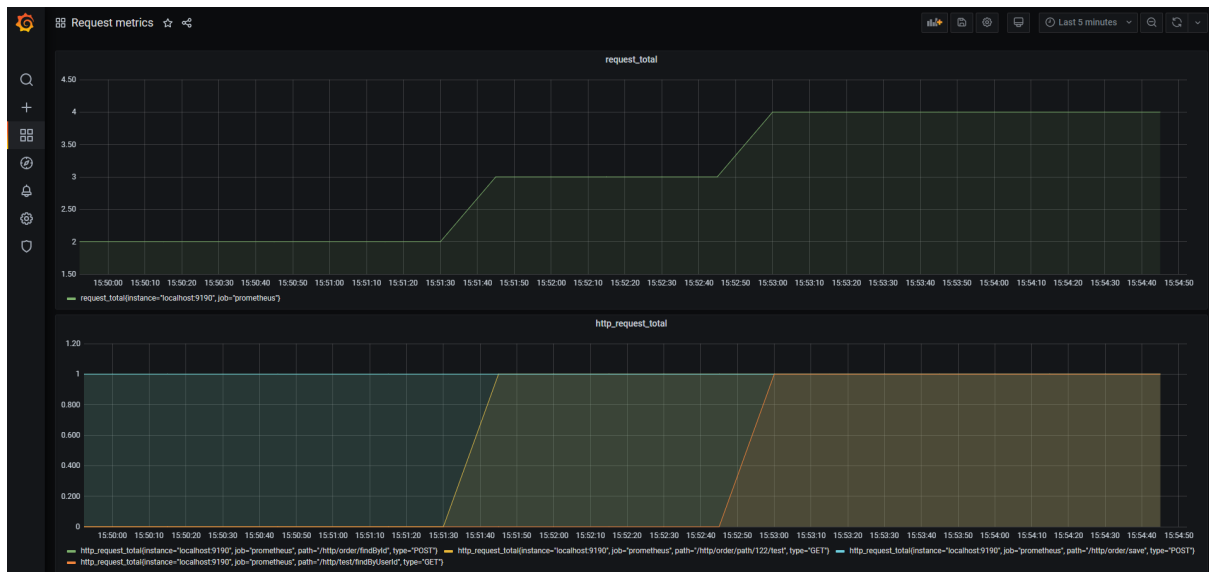 Request metrics
Last 5 minutes
request_total
4.50
4
3.50
3
2.50
2
1.50
15:50:00 15:50:10 15:50:20 15:50:30 15:50:40 15:50:50 15:51:00 15:51:10 15:51:20 15:51:30 15:51:40 15:51:50 15:52:00 15:52:10 15:52:20 15:52:30 15:52:40 15:52:50 15:53:00 15:53:10 15:53:20 15:53:30 15:53:40 15:53:50 15:54:00 15:54:10 15:54:20 15:54:30 15:54:40 15:54:50
request_total{instance="localhost:9190", job="prometheus"}
http_request_total
1.20
1
0.800
0.600
0.400
0.200
0
15:50:00 15:50:10 15:50:20 15:50:30 15:50:40 15:50:50 15:51:00 15:51:10 15:51:20 15:51:30 15:51:40 15:51:50 15:52:00 15:52:10 15:52:20 15:52:30 15:52:40 15:52:50 15:53:00 15:53:10 15:53:20 15:53:30 15:53:40 15:53:50 15:54:00 15:54:10 15:54:20 15:54:30 15:54:40 15:54:50
http_request_total{instance="localhost:9190", job="prometheus", path="/http/order/findById", type="POST"} http_request_total{instance="localhost:9190", job="prometheus", path="/http/order/path/122/test", type="GET"} http_request_total{instance="localhost:9190", job="prometheus", path="/http/order/save", type="POST"}
http_request_total{instance="localhost:9190", job="prometheus", path="/http/test/findByUserId", type="GET"}